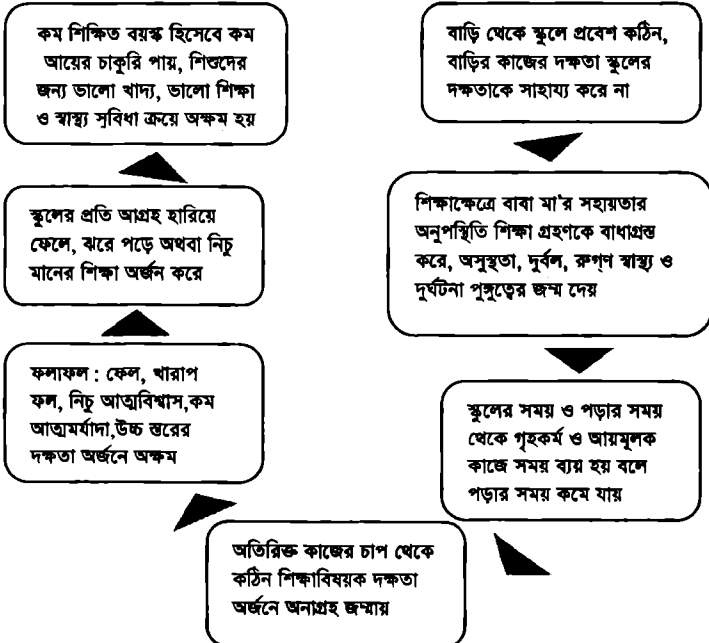 কম শিক্ষিত বয়স্ক হিসেবে কম
আয়ের চাকুরি পায়, শিশুদের
জন্য ভালো খাদ্য, ভালো শিক্ষা
ও স্বাস্থ্য সুবিধা ক্রয়ে অক্ষম হয়
বাড়ি থেকে স্কুলে প্রবেশ কঠিন,
বাড়ির কাজের দক্ষতা স্কুলের
দক্ষতাকে সাহায্য করে না
স্কুলের প্রতি আগ্রহ হারিয়ে
ফেলে, ঝরে পড়ে অথবা নিচু
মানের শিক্ষা অর্জন করে
শিক্ষাক্ষেত্রে বাবা মা'র সহায়তার
অনুপস্থিতি শিক্ষা গ্রহণকে বাধাগ্রস্ত
করে, অসুস্থতা, দুর্বল, রুগ্‌ণ স্বাস্থ্য ও
দুর্ঘটনা পুঙ্গুত্বের জন্ম দেয়
ফলাফল : ফেল, খারাপ
ফল, নিচু আত্মবিশ্বাস,কম
আত্মমর্যাদা,উচ্চ স্তরের
দক্ষতা অর্জনে অক্ষম
স্কুলের সময় ও পড়ার সময়
থেকে গৃহকর্ম ও আয়মূলক
কাজে সময় ব্যয় হয় বলে
পড়ার সময় কমে যায়
অতিরিক্ত কাজের চাপ থেকে
কঠিন শিক্ষাবিষয়ক দক্ষতা
অর্জনে অনাগ্রহ জন্মায়